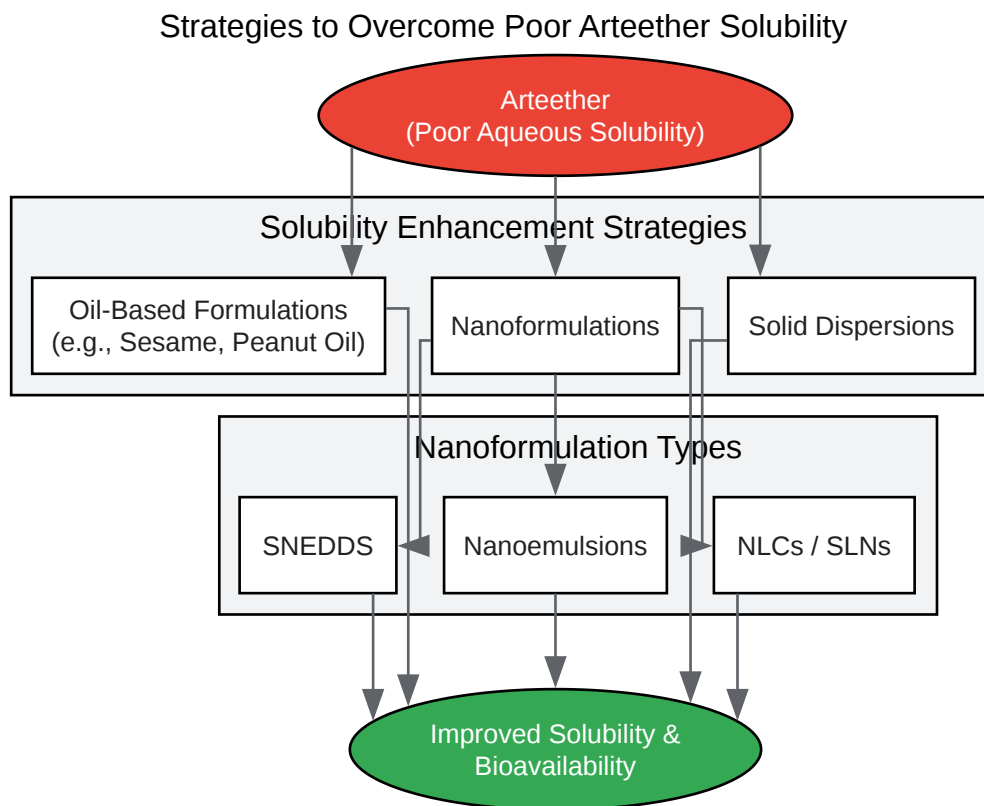 Strategies to Overcome Poor Arteether Solubility
Arteether
(Poor Aqueous Solubility)
Solubility Enhancement Strategies
Oil-Based Formulations
(e.g., Sesame, Peanut Oil)
Nanoformulations
Solid Dispersions
Nanoformulation Types
SNEDDS
Nanoemulsions
NLCs / SLNs
Improved Solubility &
Bioavailability